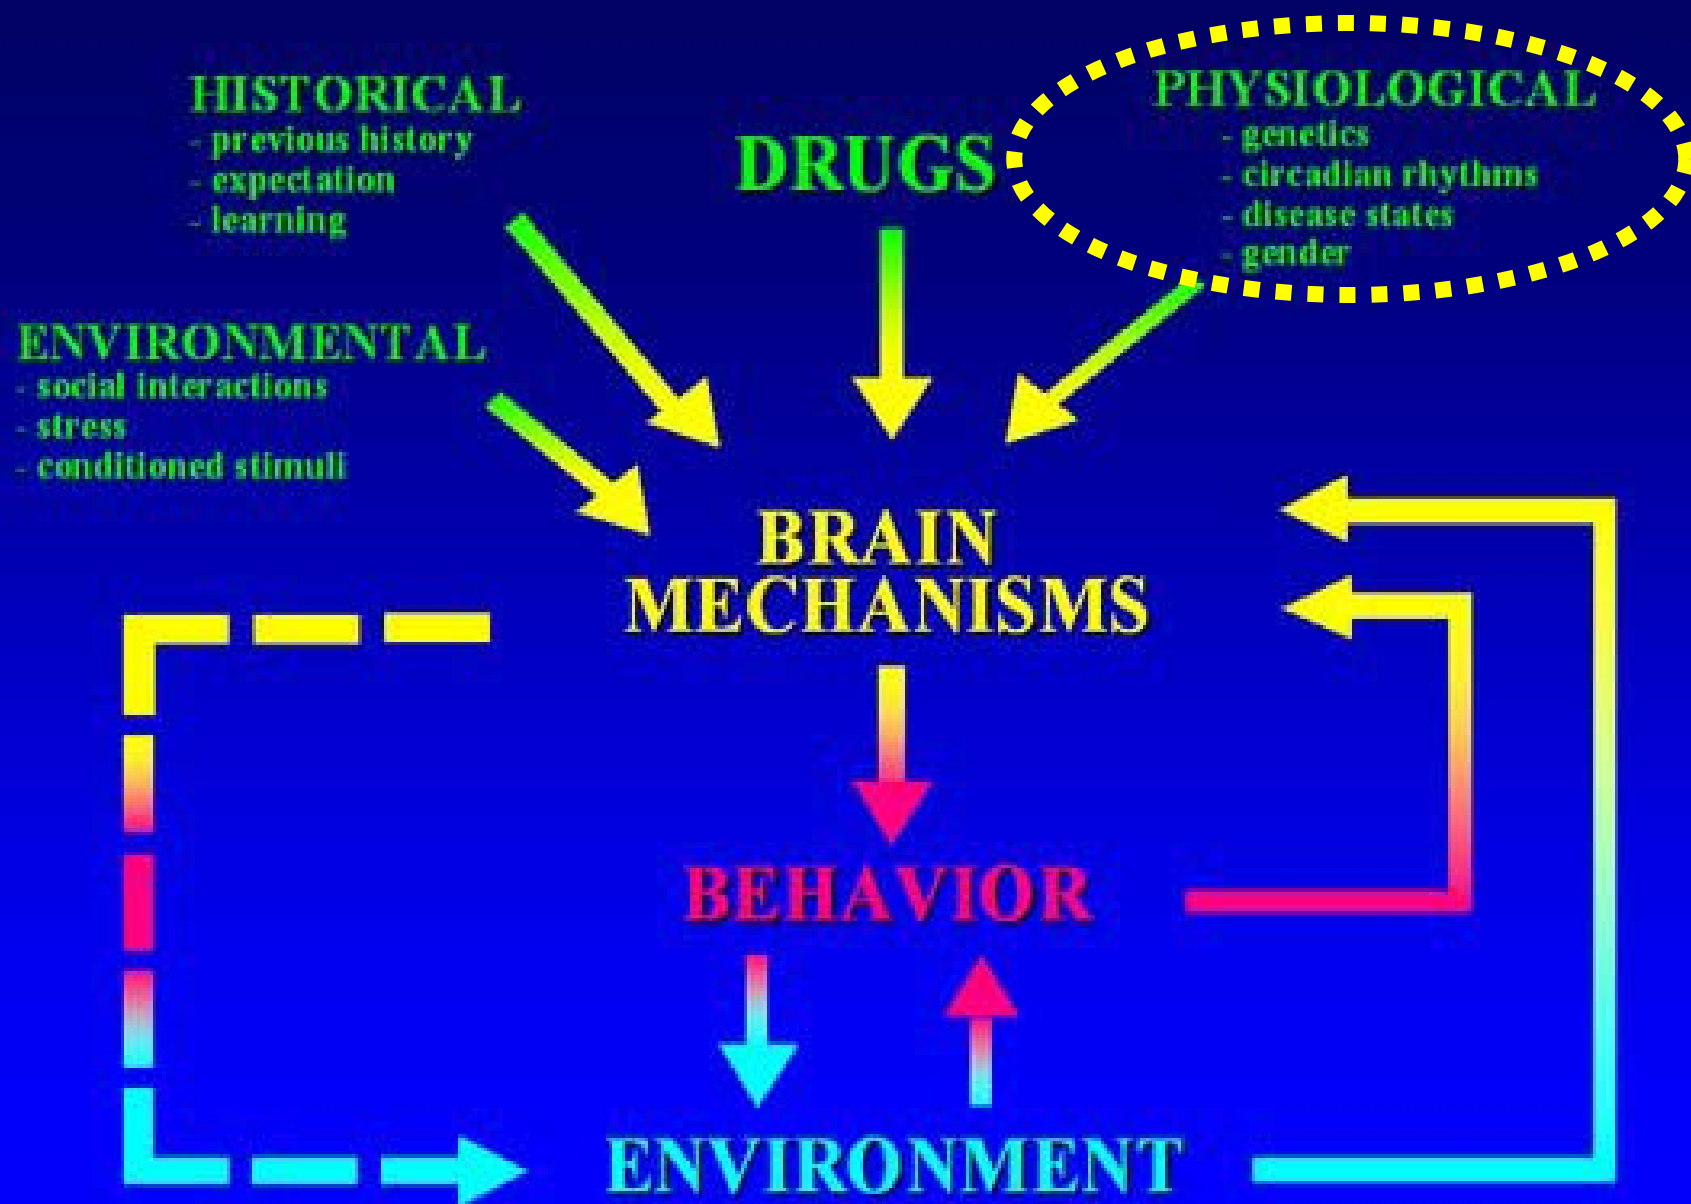 HISTORICAL
- previous history
- expectation
- learning
DRUGS
PHYSIOLOGICAL
- genetics
- circadian rhythms
- disease states
- gender
ENVIRONMENTAL
- social interactions
- stress
- conditioned stimuli
BRAIN
MECHANISMS
BEHAVIOR
ENVIRONMENT